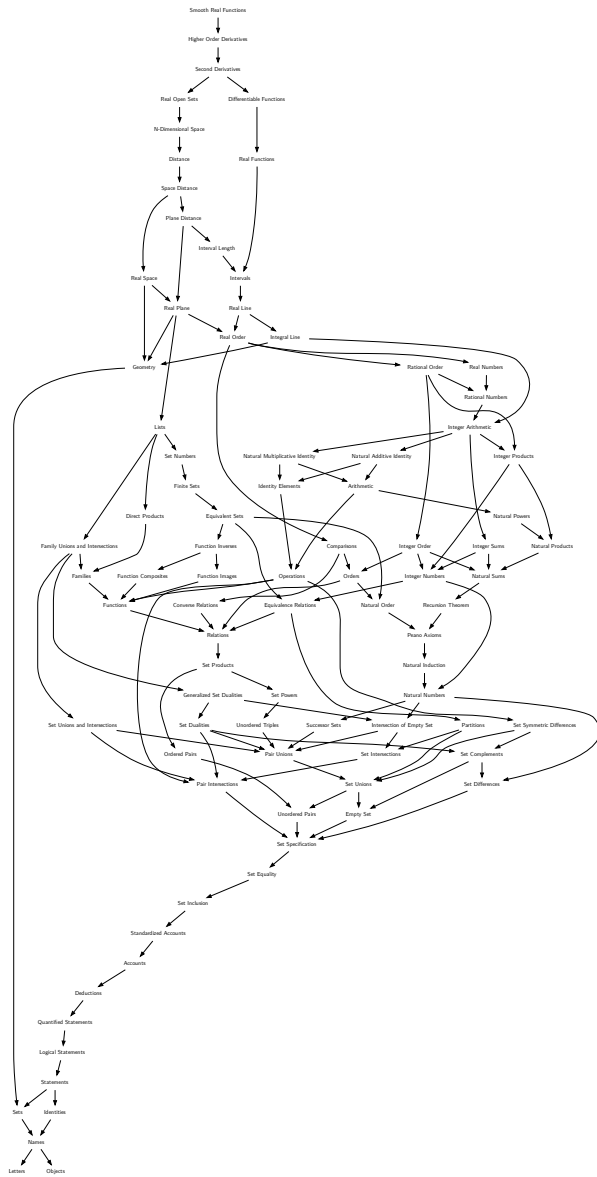 Smooth Real Functions
Higher Order Derivatives
Second Derivatives
Real Open Sets
Differentiable Functions
N-Dimensional Space
Distance
Real Functions
Space Distance
Plane Distance
Interval Length
Real Space
Intervals
Real Plane
Real Line
Real Order
Integral Line
Geometry
Rational Order
Real Numbers
Rational Numbers
Lists
Integer Arithmetic
Set Numbers
Natural Multiplicative Identity
Natural Additive Identity
Integer Products
Finite Sets
Identity Elements
Arithmetic
Direct Products
Equivalent Sets
Natural Powers
Family Unions and Intersections
Function Inverses
Comparisons
Integer Order
Integer Sums
Natural Products
Families
Function Composites
Function Images
Operations
Orders
Integer Numbers
Natural Sums
Functions
Converse Relations
Equivalence Relations
Natural Order
Recursion Theorem
Relations
Peano Axioms
Set Products
Natural Induction
Generalized Set Dualities
Set Powers
Natural Numbers
Set Unions and Intersections
Set Dualities
Unordered Triples
Successor Sets
Intersection of Empty Set
Partitions
Set Symmetric Differences
Ordered Pairs
Pair Unions
Set Intersections
Set Complements
Pair Intersections
Set Unions
Set Differences
Unordered Pairs
Empty Set
Set Specification
Set Equality
Set Inclusion
Standardized Accounts
Accounts
Deductions
Quantified Statements
Logical Statements
Statements
Sets
Identities
Names
Letters
Objects